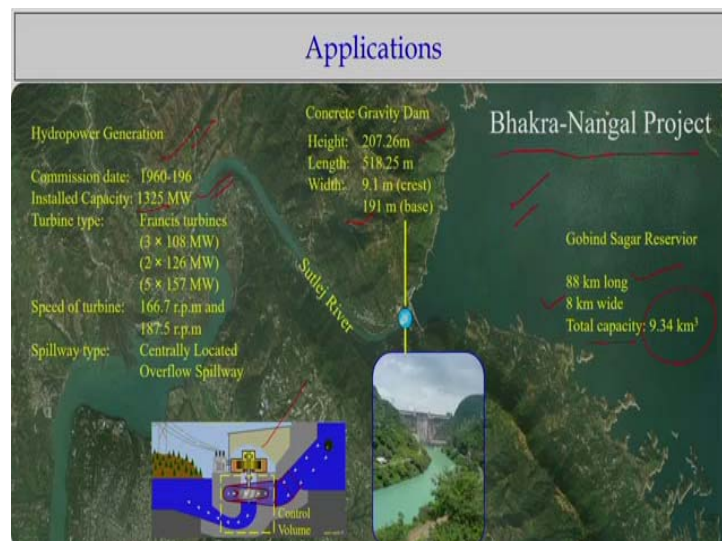 Applications
Bhakra-Nangal Project
Hydropower Generation
Commission date: 1960-196
Installed Capacity: 1325 MW
Turbine type: Francis turbines
(3 × 108 MW)
(2 × 126 MW)
(5 × 157 MW)
Speed of turbine: 166.7 r.p.m and
187.5 r.p.m
Spillway type: Centrally Located
Overflow Spillway
Concrete Gravity Dam
Height: 207.26m
Length: 518.25 m
Width: 9.1 m (crest)
191 m (base)
Sutlej River
Gobind Sagar Reservior
88 km long
8 km wide
Total capacity: 9.34 km³
Control
Volume